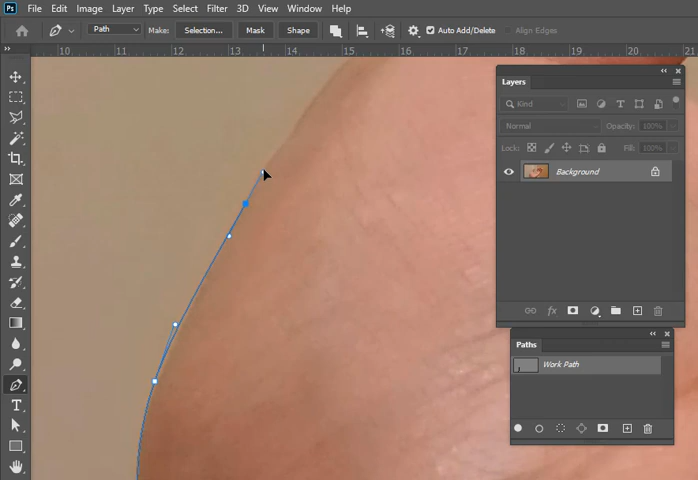 Ps File Edit Image Layer Type Select Filter 3D View Window Help
Path Make: Selection... Mask Shape Auto Add/Delete Align Edges
10 11 12 13 14 15 16 17 18 19 20 21
Layers
Kind
Normal Opacity: 100%
Lock: Fill: 100%
Background
fx
Paths
Work Path
T